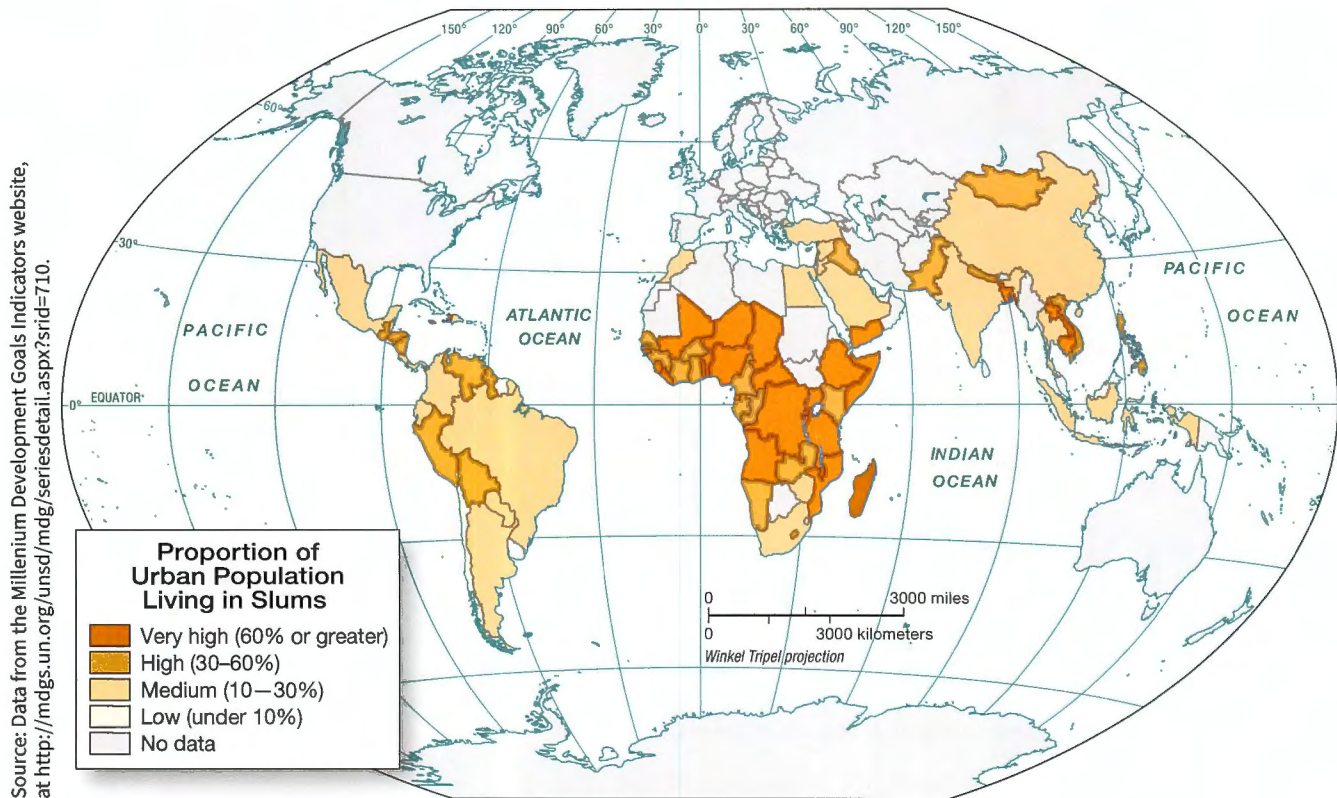 Source: Data from the Millenium Development Goals Indicators website,
at http://mdgs.un.org/unsd/mdg/seriesdetail.aspx?srid=710.
150° 120° 90° 60° 30° 0° 30° 60° 90° 120° 150°
60°
30°
PACIFIC
OCEAN
ATLANTIC
OCEAN
PACIFIC
OCEAN
0° EQUATOR
0°
INDIAN
OCEAN
Proportion of
Urban Population
Living in Slums
Very high (60% or greater)
High (30–60%)
Medium (10—30%)
Low (under 10%)
No data
0 3000 miles
0 3000 kilometers
Winkel Tripel projection